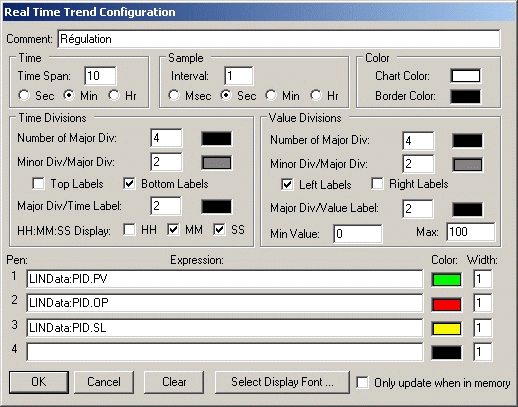 Real Time Trend Configuration
Comment: Régulation
Time
Sample
Color
Time Span: 10
Interval: 1
Chart Color:
Sec Min Hr
Msec Sec Min Hr
Border Color:
Time Divisions
Value Divisions
Number of Major Div: 4
Number of Major Div: 4
Minor Div/Major Div: 2
Minor Div/Major Div: 2
Top Labels Bottom Labels
Left Labels Right Labels
Major Div/Time Label: 2
Major Div/Value Label: 2
HH:MM:SS Display: HH MM SS
Min Value: 0 Max: 100
Pen: Expression: Color: Width:
1 LINData:PID.PV 1
2 LINData:PID.OP 1
3 LINData:PID.SL 1
4 1
OK Cancel Clear Select Display Font ... Only update when in memory